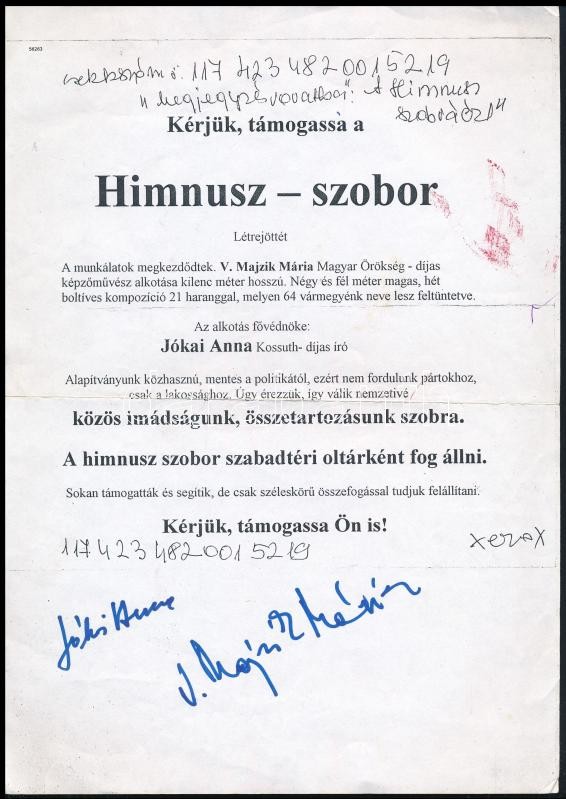 56263
csekkszám: 117 423 482 001 5219
"megjegyzés rovatba": A Himnusz
szoborért"
Kérjük, támogassa a
Himnusz – szobor
Létrejöttét
A munkálatok megkezdődtek. V. Majzik Mária Magyar Örökség - díjas
képzőművész alkotása kilenc méter hosszú. Négy és fél méter magas, hét
boltíves kompozíció 21 haranggal, melyen 64 vármegyénk neve lesz feltüntetve.
Az alkotás fővédnöke:
Jókai Anna Kossuth- díjas író
Alapítványunk közhasznú, mentes a politikától, ezért nem fordulunk pártokhoz,
csak a lakossághoz. Úgy érezzük, így válik nemzetivé
közös imádságunk, összetartozásunk szobra.
A himnusz szobor szabadtéri oltárként fog állni.
Sokan támogatták és segítik, de csak széleskörű összefogással tudjuk felállítani.
Kérjük, támogassa Ön is!
117 423 482 001 5219
xerox
Jókai Anna
V. Majzik Mária